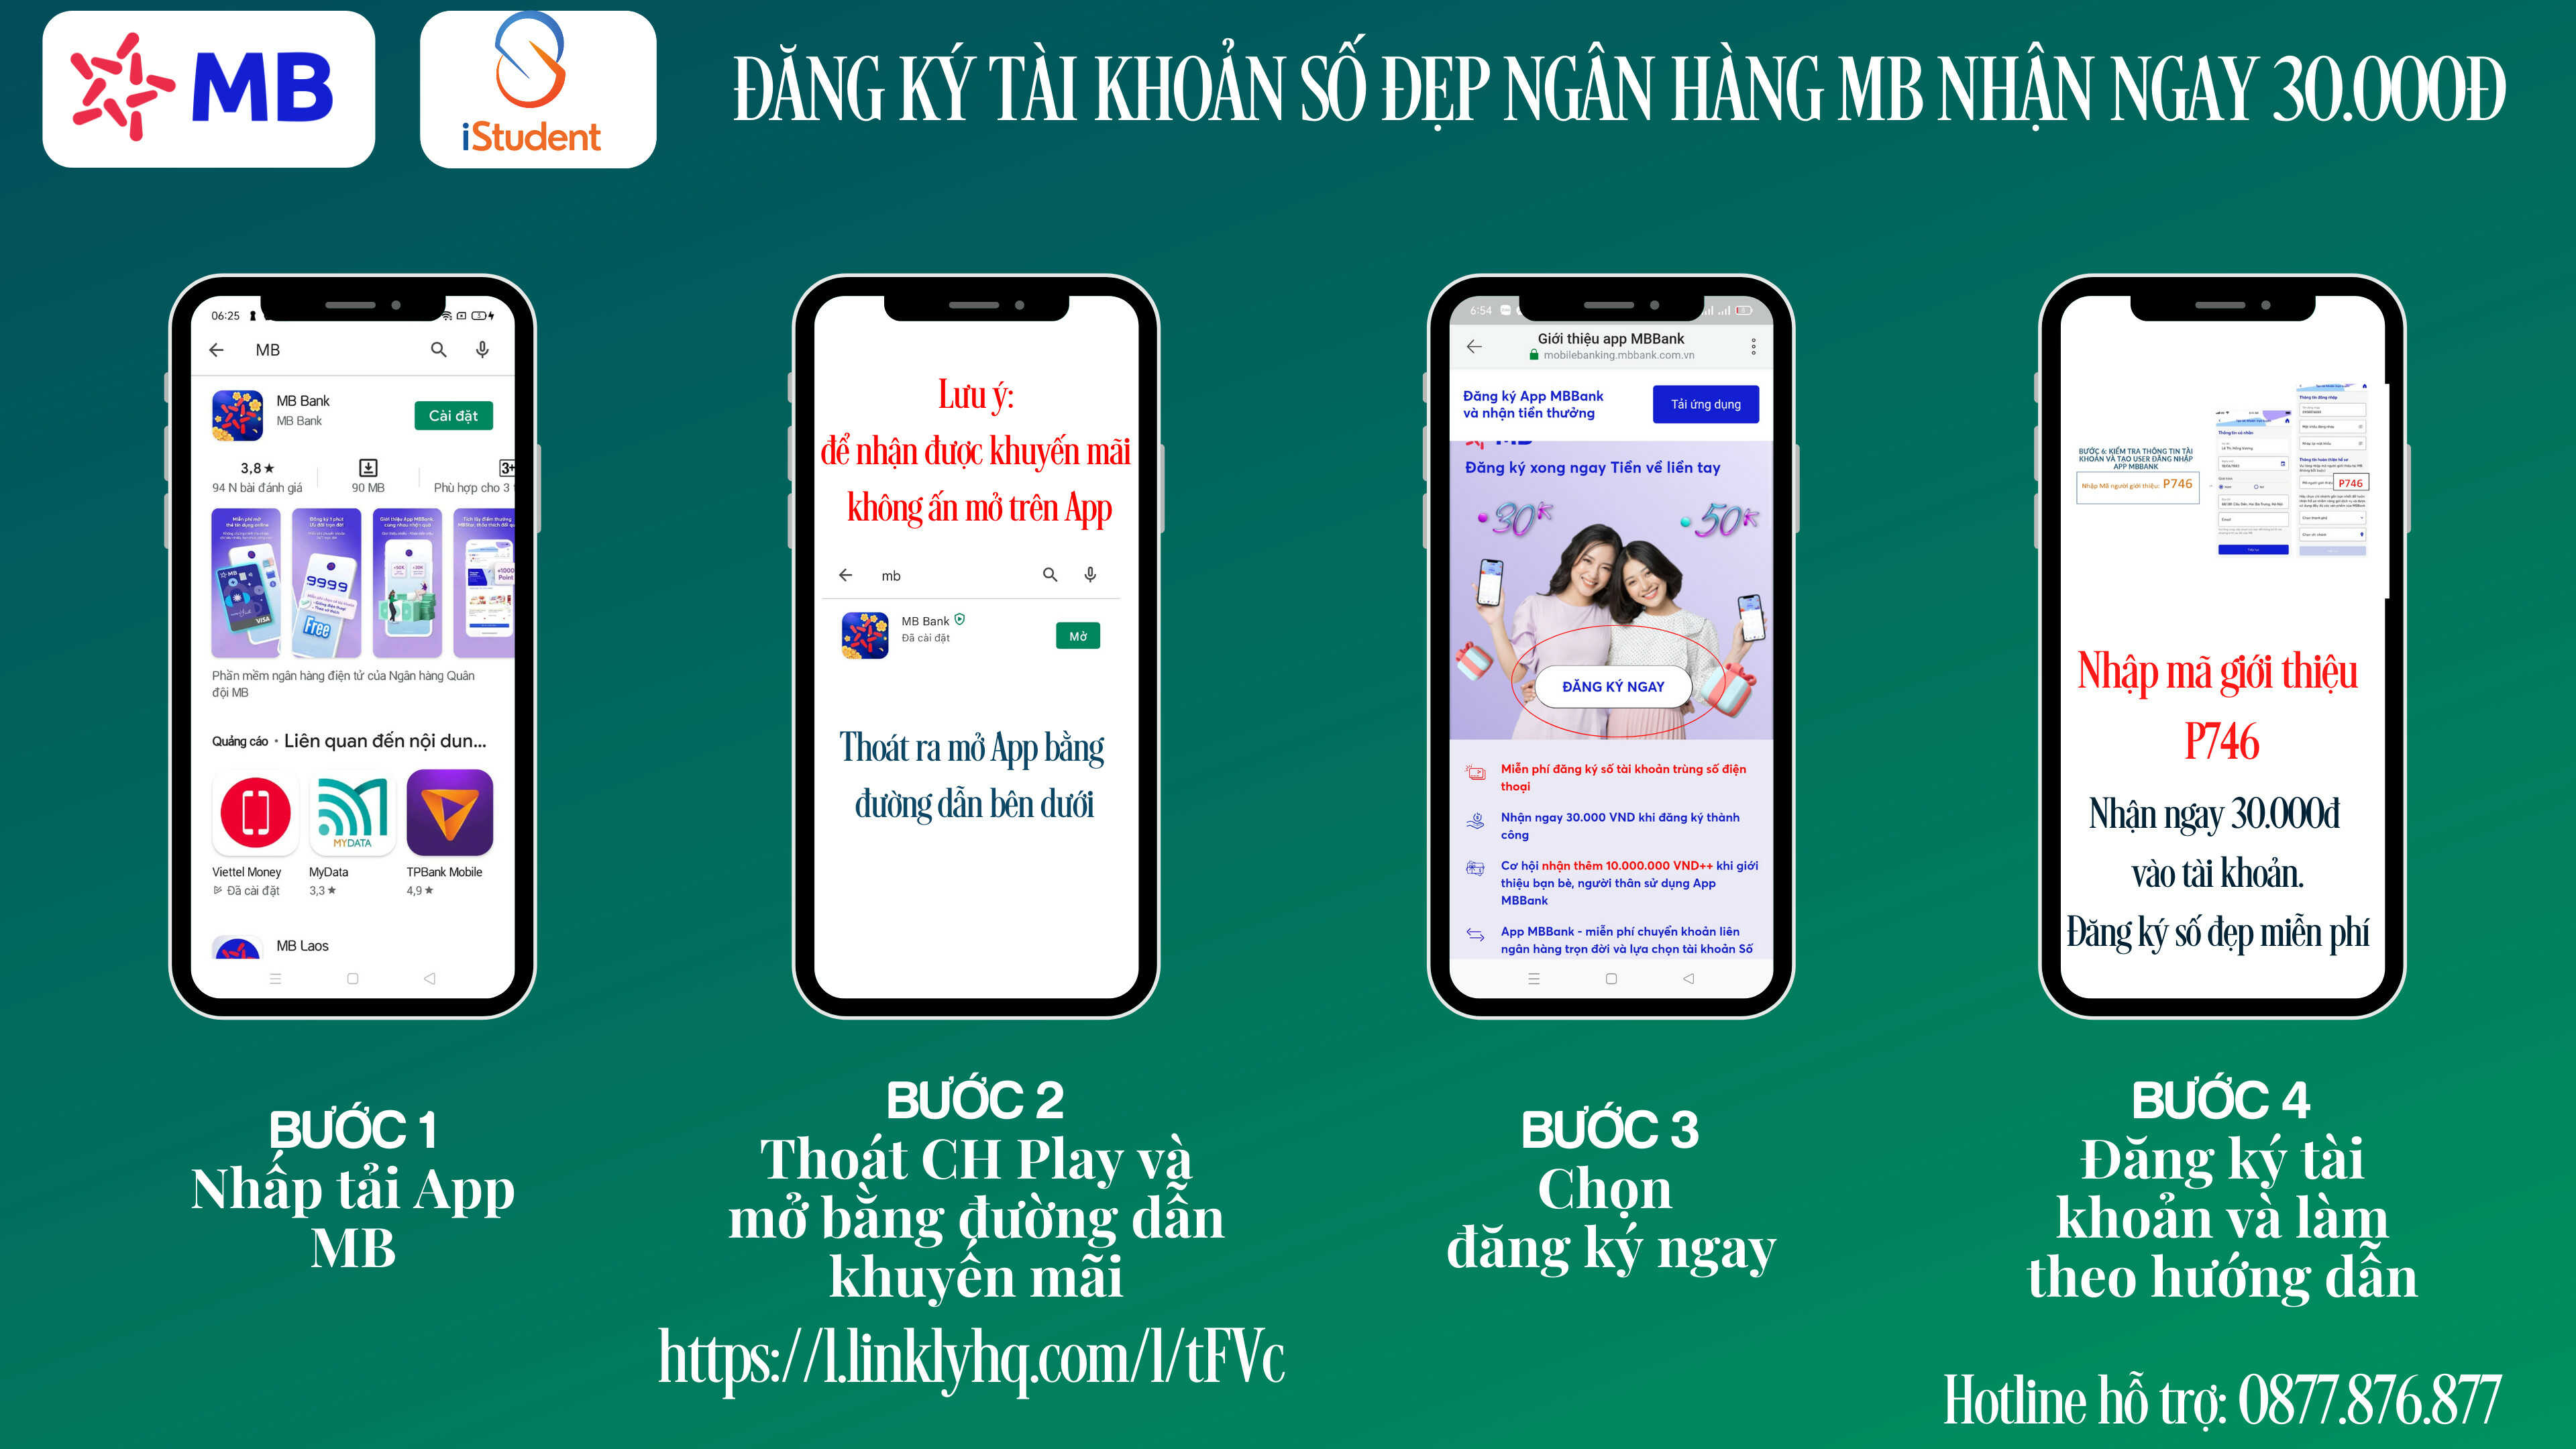 MB
iStudent
ĐĂNG KÝ TÀI KHOẢN SỐ ĐẸP NGÂN HÀNG MB NHẬN NGAY 30.000Đ
06:25
MB
MB Bank
MB Bank
Cài đặt
3,8★
94 N bài đánh giá
90 MB
3+
Phù hợp cho 3
9999
Free
VISA
Phần mềm ngân hàng điện tử của Ngân hàng Quân
đội MB
Quảng cáo • Liên quan đến nội dun...
MYDATA
Viettel Money
Đã cài đặt
MyData
3,3★
TPBank Mobile
4,9★
MB Laos
BƯỚC 1
Nhấp tải App
MB
Lưu ý:
để nhận được khuyến mãi
không ấn mở trên App
mb
MB Bank
Đã cài đặt
Mở
Thoát ra mở App bằng
đường dẫn bên dưới
BƯỚC 2
Thoát CH Play và
mở bằng đường dẫn
khuyến mãi
https://l.linklyhq.com/l/tFVc
6:54
Giới thiệu app MBBank
mobilebanking.mbbank.com.vn
Đăng ký App MBBank
và nhận tiền thưởng
Tải ứng dụng
Đăng ký xong ngay Tiền về liền tay
30K
50K
ĐĂNG KÝ NGAY
Miễn phí đăng ký số tài khoản trùng số điện
thoại
Nhận ngay 30.000 VND khi đăng ký thành
công
Cơ hội nhận thêm 10.000.000 VND++ khi giới
thiệu bạn bè, người thân sử dụng App
MBBank
App MBBank - miễn phí chuyển khoản liên
ngân hàng trọn đời và lựa chọn tài khoản Số
BƯỚC 3
Chọn
đăng ký ngay
BƯỚC 6: KIỂM TRA THÔNG TIN TÀI
KHOẢN VÀ TẠO USER ĐĂNG NHẬP
APP MBBANK
Nhập Mã người giới thiệu: P746
Thông tin cá nhân
Thông tin đăng nhập
P746
Nhập mã giới thiệu
P746
Nhận ngay 30.000đ
vào tài khoản.
Đăng ký số đẹp miễn phí
BƯỚC 4
Đăng ký tài
khoản và làm
theo hướng dẫn
Hotline hỗ trợ: 0877.876.877